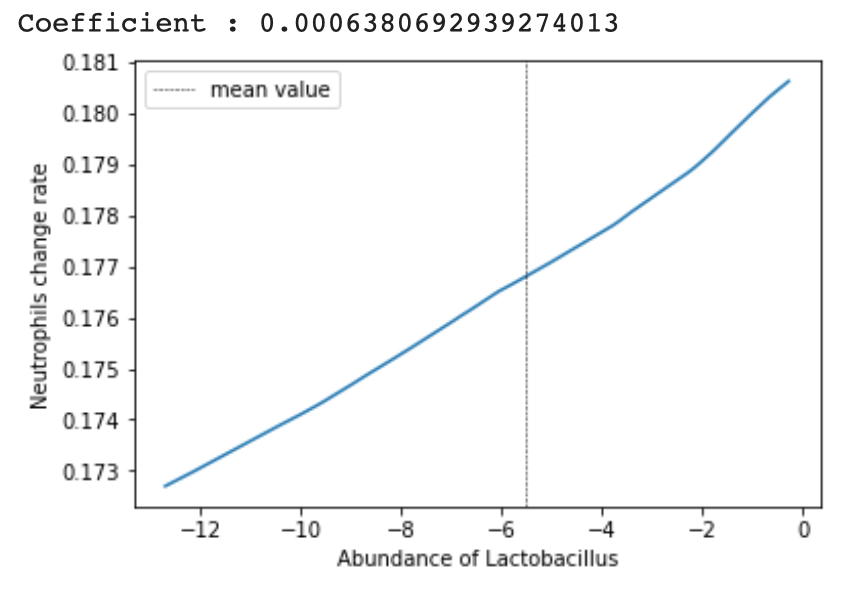 Coefficient : 0.0006380692939274013
0.181
mean value
0.180
0.179
0.178
0.177
0.176
0.175
0.174
0.173
Neutrophils change rate
−12 −10 −8 −6 −4 −2 0
Abundance of Lactobacillus